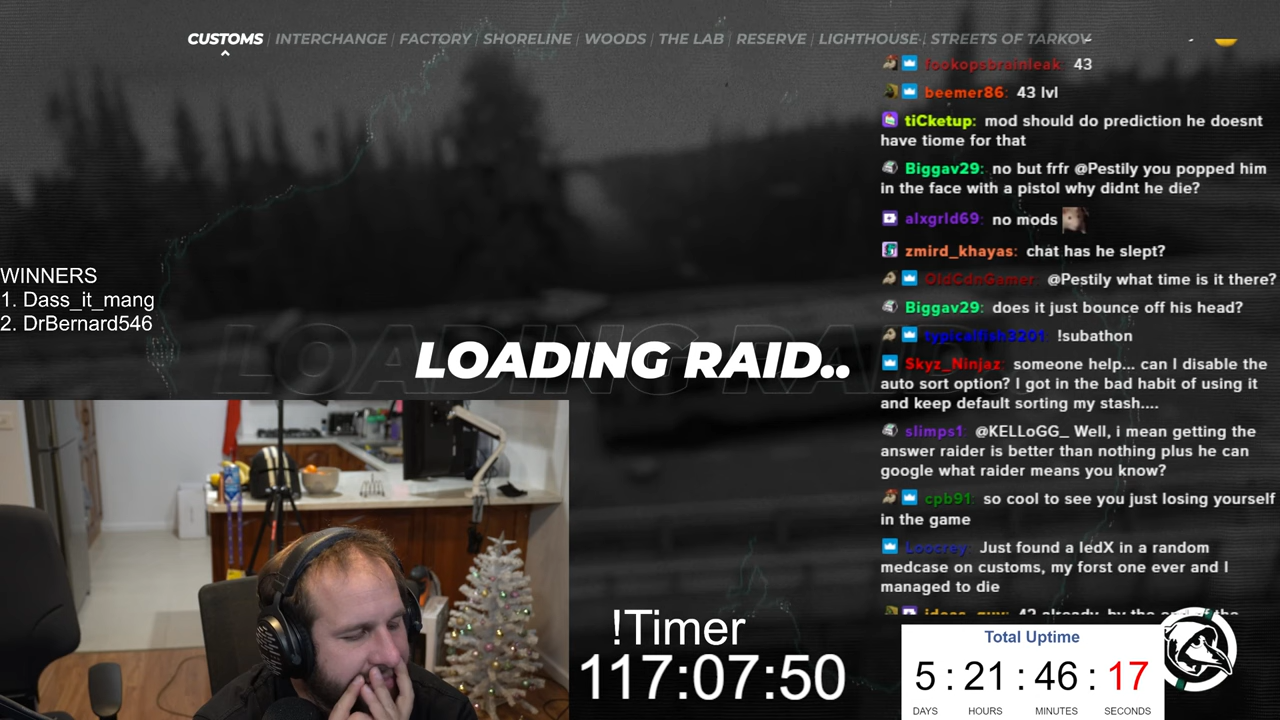 CUSTOMS | INTERCHANGE | FACTORY | SHORELINE | WOODS | THE LAB | RESERVE | LIGHTHOUSE | STREETS OF TARKOV
fookopsbrainleak: 43
beemer86: 43 lvl
tiCketup: mod should do prediction he doesnt
have tiome for that
Biggav29: no but frfr @Pestily you popped him
in the face with a pistol why didnt he die?
alxgrld69: no mods
zmird_khayas: chat has he slept?
OldCdnGamer: @Pestily what time is it there?
Biggav29: does it just bounce off his head?
typicalfish3201: !subathon
Skyz_Ninjaz: someone help... can I disable the
auto sort option? I got in the bad habit of using it
and keep default sorting my stash....
slimps1: @KELLoGG_ Well, i mean getting the
answer raider is better than nothing plus he can
google what raider means you know?
cpb91: so cool to see you just losing yourself
in the game
Loocrey: Just found a ledX in a random
medcase on customs, my forst one ever and I
managed to die
WINNERS
1. Dass_it_mang
2. DrBernard546
LOADING RAID..
!Timer
117:07:50
Total Uptime
5 : 21 : 46 : 17
DAYS HOURS MINUTES SECONDS